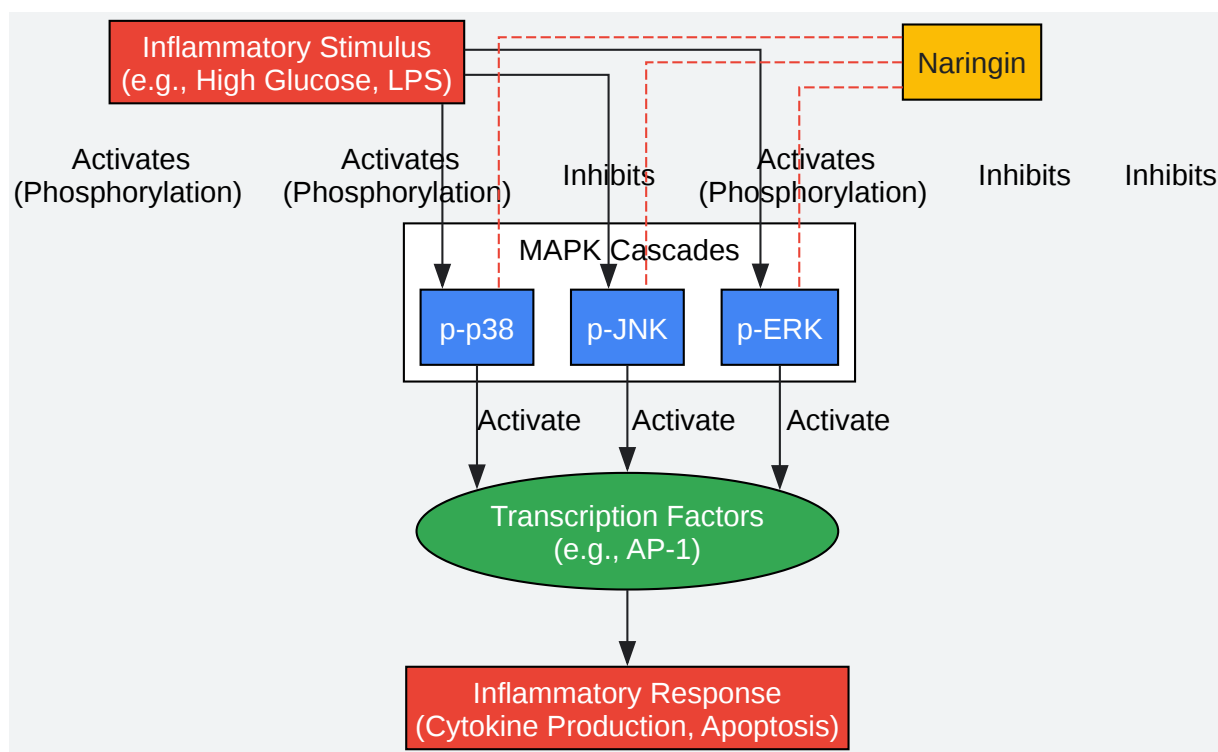 Inflammatory Stimulus
(e.g., High Glucose, LPS)
Naringin
Activates
(Phosphorylation)
Activates
(Phosphorylation)
Inhibits
Activates
(Phosphorylation)
Inhibits
Inhibits
MAPK Cascades
p-p38
p-JNK
p-ERK
Activate
Activate
Activate
Transcription Factors
(e.g., AP-1)
Inflammatory Response
(Cytokine Production, Apoptosis)